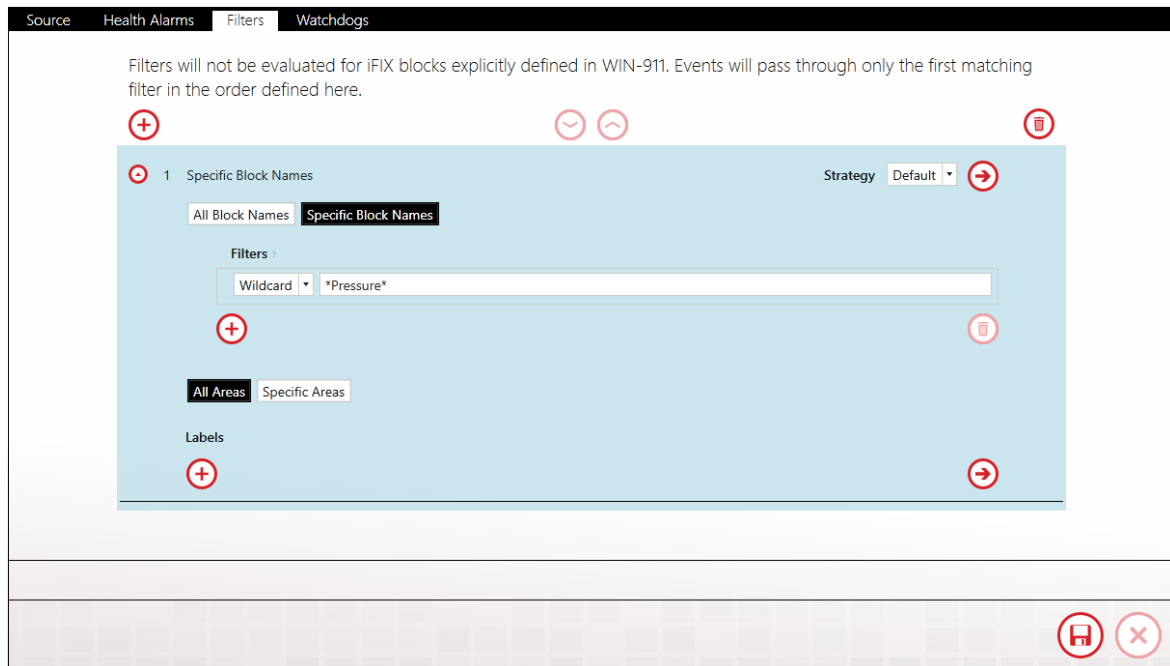 Source Health Alarms Filters Watchdogs
Filters will not be evaluated for iFIX blocks explicitly defined in WIN-911. Events will pass through only the first matching
filter in the order defined here.
1 Specific Block Names Strategy Default
All Block Names Specific Block Names
Filters
Wildcard *Pressure*
All Areas Specific Areas
Labels